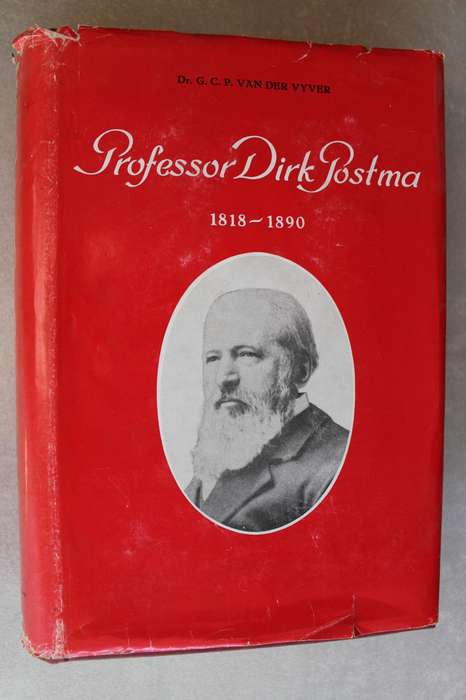 Dr. G. C. P. VAN DER VYVER
Professor Dirk Postma
1818 – 1890